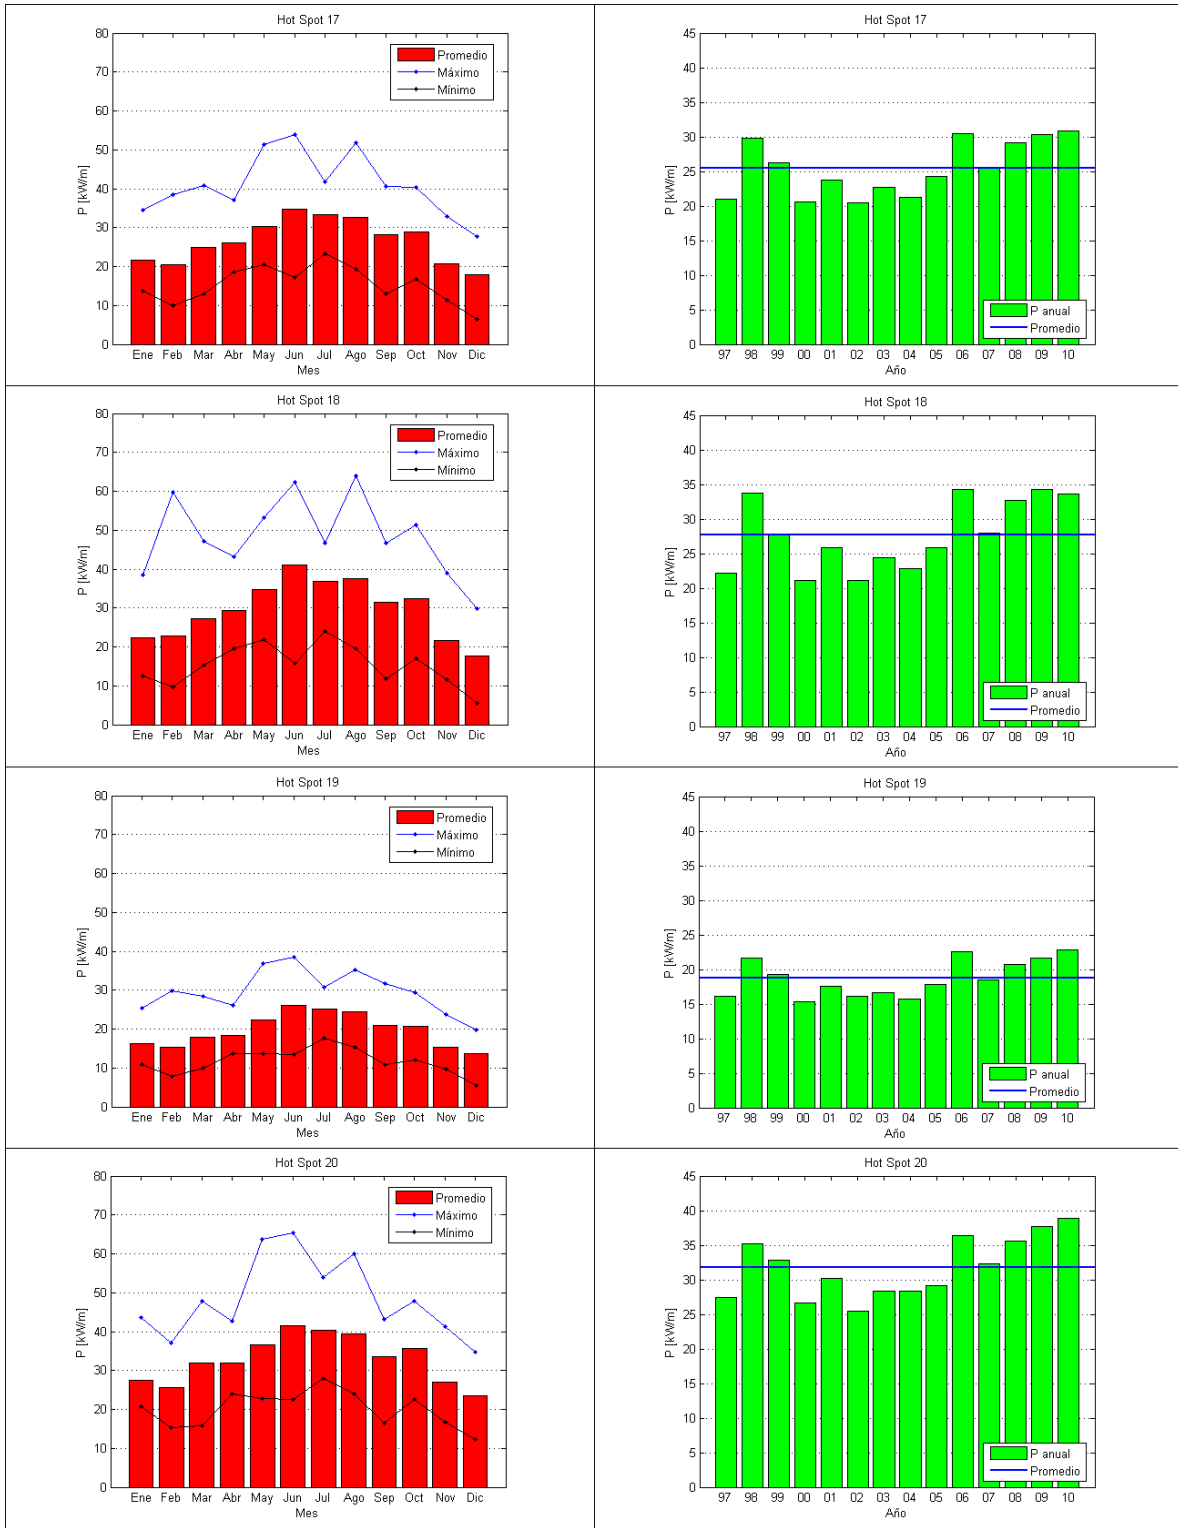 Hot Spot 17
80
70
60
50
40
30
20
10
0
P [kW/m]
Promedio
Máximo
Mínimo
Ene Feb Mar Abr May Jun Jul Ago Sep Oct Nov Dic
Mes
Hot Spot 17
45
40
35
30
25
20
15
10
5
0
P [kW/m]
P anual
Promedio
97 98 99 00 01 02 03 04 05 06 07 08 09 10
Año
Hot Spot 18
80
70
60
50
40
30
20
10
0
P [kW/m]
Promedio
Máximo
Mínimo
Ene Feb Mar Abr May Jun Jul Ago Sep Oct Nov Dic
Mes
Hot Spot 18
45
40
35
30
25
20
15
10
5
0
P [kW/m]
P anual
Promedio
97 98 99 00 01 02 03 04 05 06 07 08 09 10
Año
Hot Spot 19
80
70
60
50
40
30
20
10
0
P [kW/m]
Promedio
Máximo
Mínimo
Ene Feb Mar Abr May Jun Jul Ago Sep Oct Nov Dic
Mes
Hot Spot 19
45
40
35
30
25
20
15
10
5
0
P [kW/m]
P anual
Promedio
97 98 99 00 01 02 03 04 05 06 07 08 09 10
Año
Hot Spot 20
80
70
60
50
40
30
20
10
0
P [kW/m]
Promedio
Máximo
Mínimo
Ene Feb Mar Abr May Jun Jul Ago Sep Oct Nov Dic
Mes
Hot Spot 20
45
40
35
30
25
20
15
10
5
0
P [kW/m]
P anual
Promedio
97 98 99 00 01 02 03 04 05 06 07 08 09 10
Año